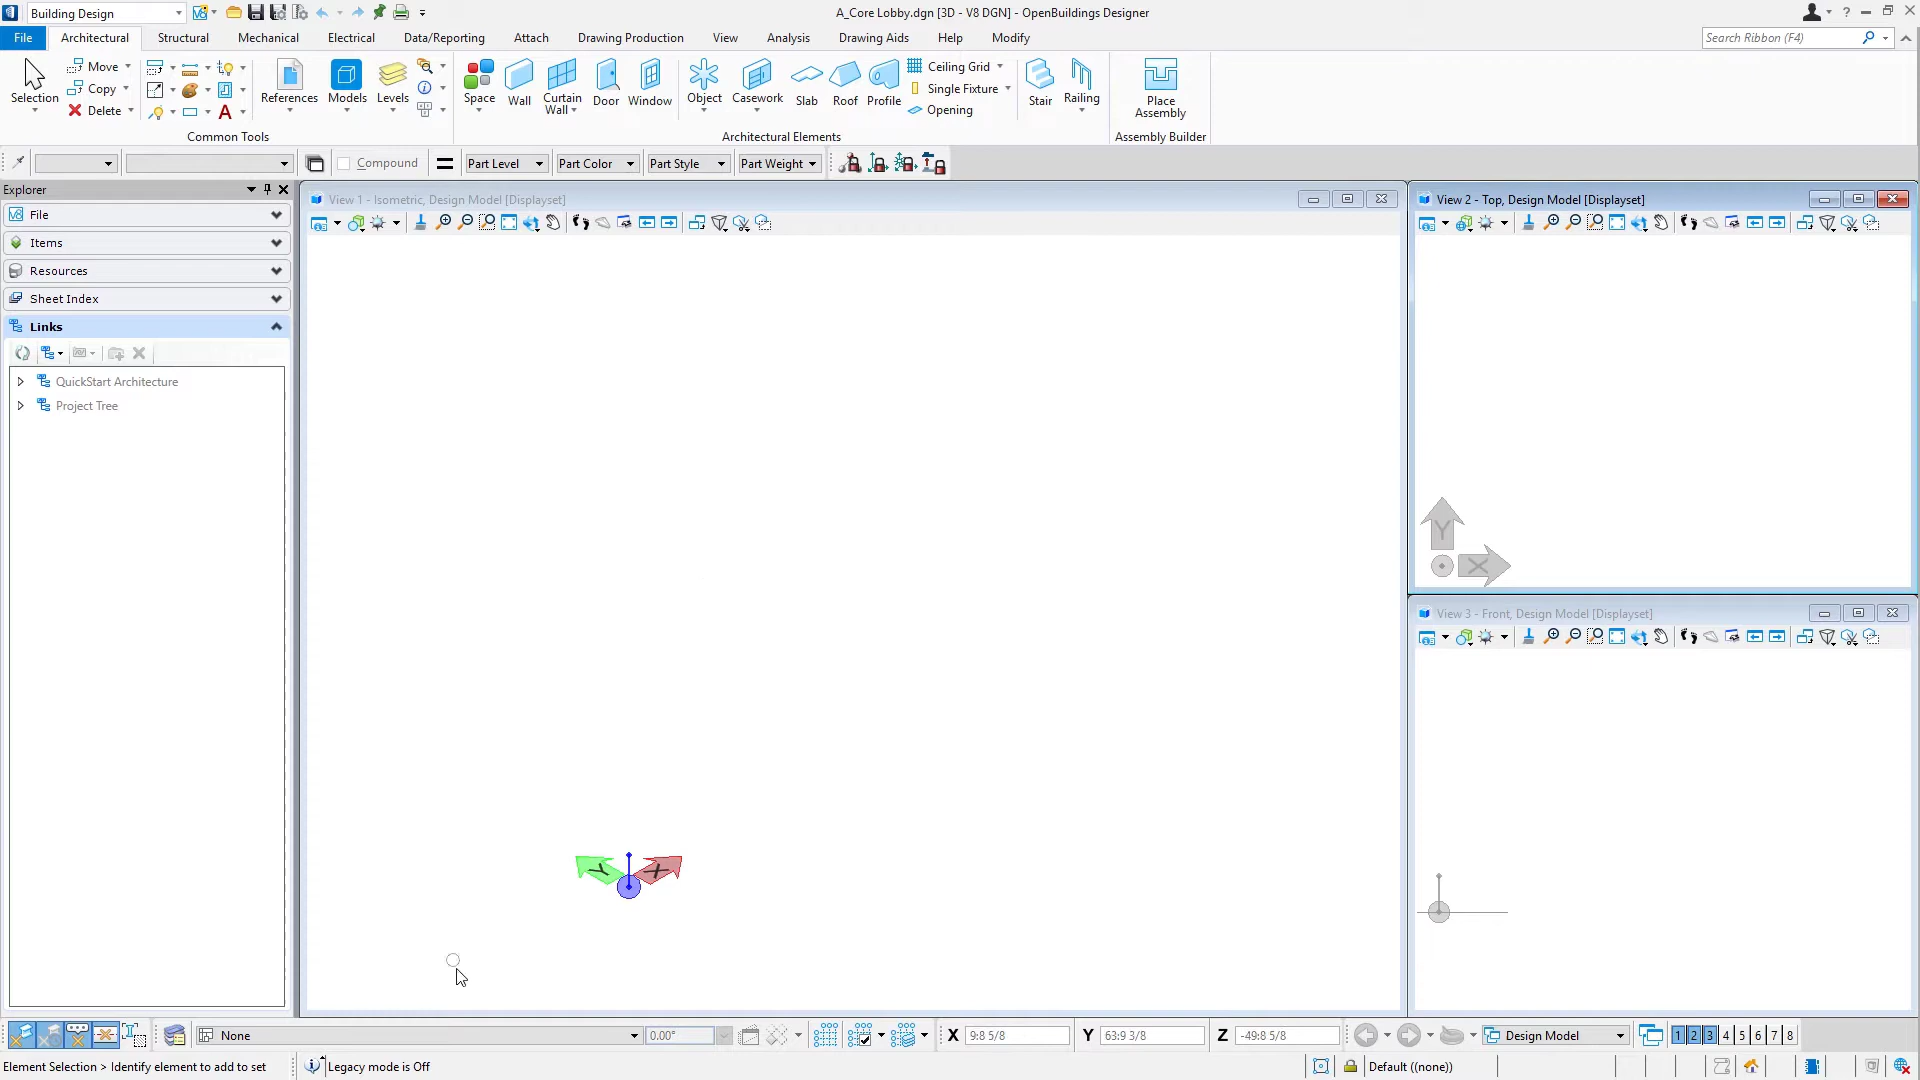 Building Design
A_Core Lobby.dgn [3D - V8 DGN] - OpenBuildings Designer
File Architectural Structural Mechanical Electrical Data/Reporting Attach Drawing Production View Analysis Drawing Aids Help Modify
Search Ribbon (F4)
Selection
Move
Copy
Delete
A
References
Models
Levels
Common Tools
Space
Wall
Curtain
Wall
Door
Window
Object
Casework
Slab
Roof
Profile
Ceiling Grid
Single Fixture
Opening
Stair
Railing
Architectural Elements
Place
Assembly
Assembly Builder
Compound
Part Level
Part Color
Part Style
Part Weight
Explorer
V8 File
Items
Resources
Sheet Index
Links
QuickStart Architecture
Project Tree
View 1 - Isometric, Design Model [Displayset]
Y X
View 2 - Top, Design Model [Displayset]
Y
X
View 3 - Front, Design Model [Displayset]
None
0.00°
X 9:8 5/8
Y 63:9 3/8
Z -49:8 5/8
Design Model
1 2 3 4 5 6 7 8
Element Selection > Identify element to add to set
Legacy mode is Off
Default ((none))